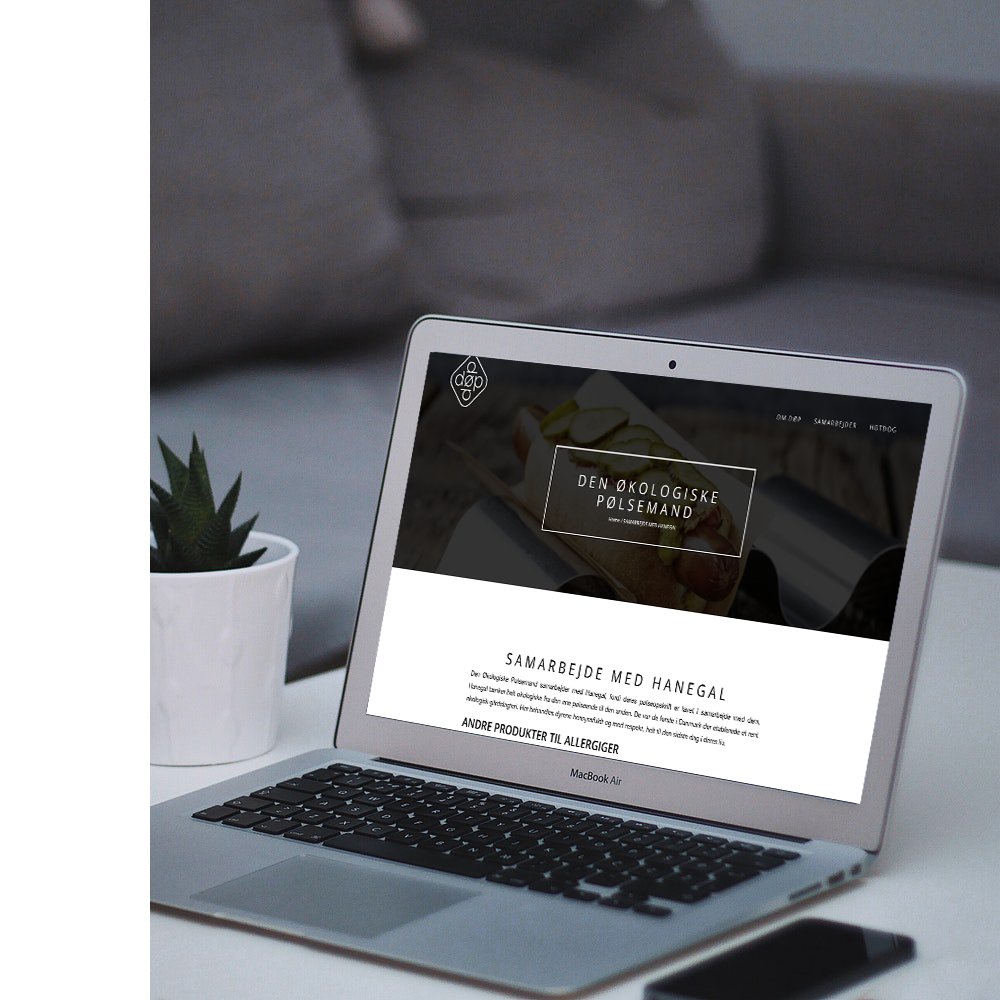 døp
OM DØP SAMARBEJDER HOTDOG
DEN ØKOLOGISKE
PØLSEMAND
Home / SAMARBEJDE MED HANEGAL
SAMARBEJDE MED HANEGAL
Den Økologiske Pølsemand samarbejder med Hanegal, fordi deres pølseopskrift er lavet i samarbejde med dem.
Hanegal tænker helt økologiske fra den ene pølseende til den anden. De var de første i Danmark der etablerede et rent
økologisk gårdslagteri. Her behandles dyrene hensynsfuldt og med respekt, helt til den sidste dag i deres liv.
ANDRE PRODUKTER TIL ALLERGIGER
MacBook Air